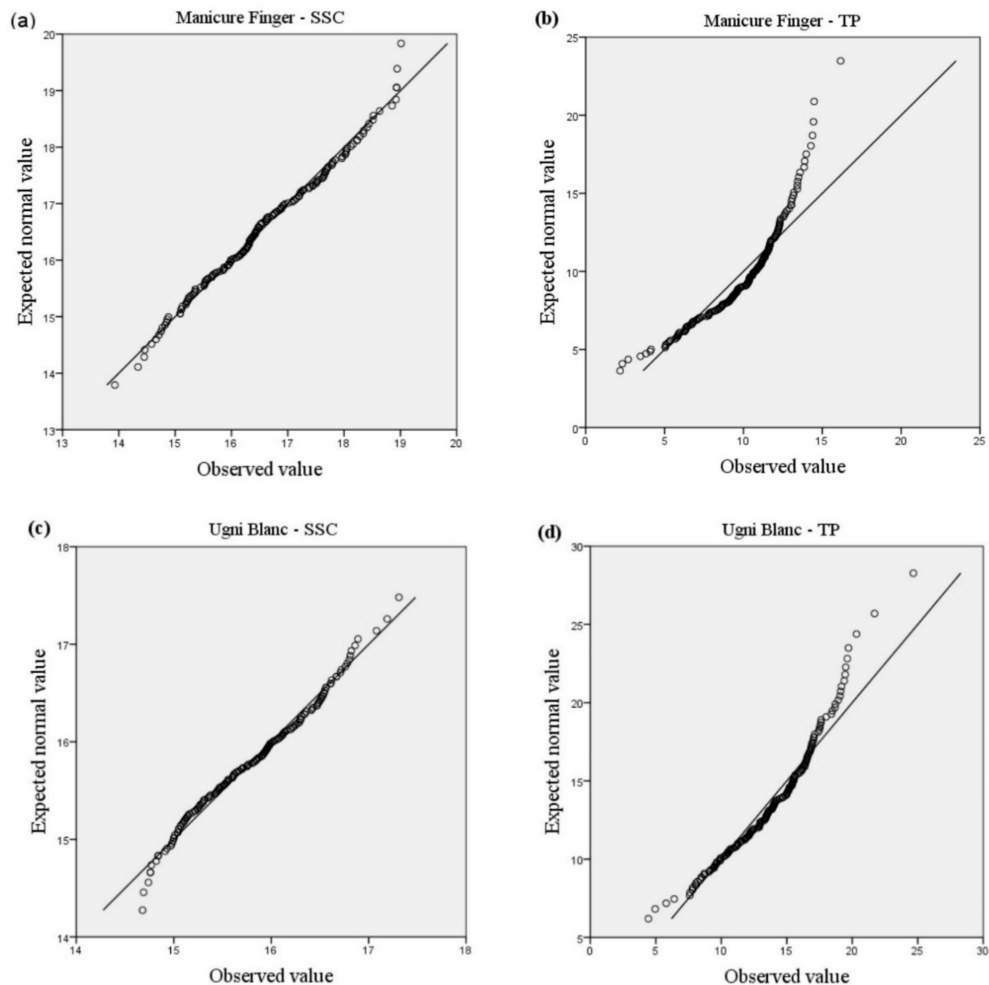 (a) Manicure Finger - SSC
20
19
18
17
16
15
14
13
Expected normal value
13 14 15 16 17 18 19 20
Observed value
(b) Manicure Finger - TP
25
20
15
10
5
0
Expected normal value
0 5 10 15 20 25
Observed value
(c) Ugni Blanc - SSC
18
17
16
15
14
Expected normal value
14 15 16 17 18
Observed value
(d) Ugni Blanc - TP
30
25
20
15
10
5
Expected normal value
0 5 10 15 20 25 30
Observed value